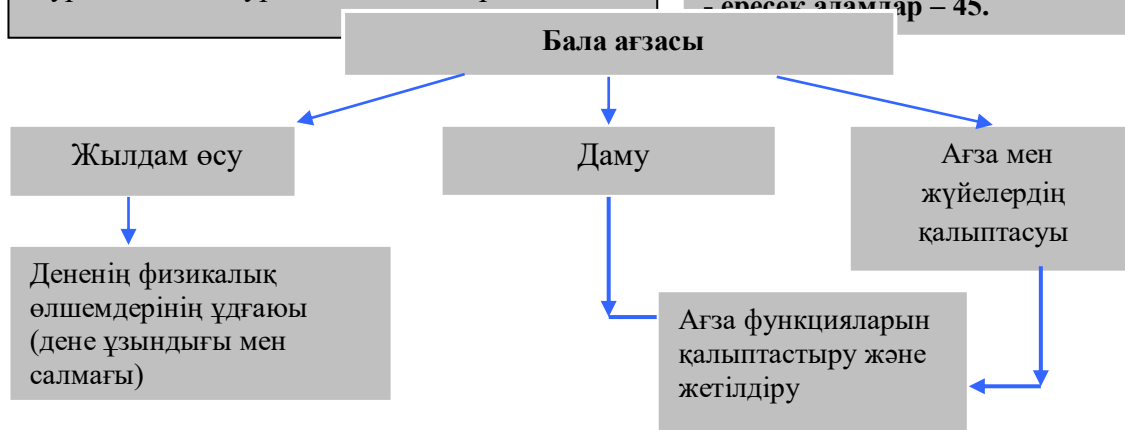 - ересек адамдар – 45.
Бала ағзасы
Жылдам өсу
Даму
Ағза мен
жүйелердің
қалыптасуы
Дененің физикалық
өлшемдерінің ұдғаюы
(дене ұзындығы мен
салмағы)
Ағза функцияларын
қалыптастыру және
жетілдіру